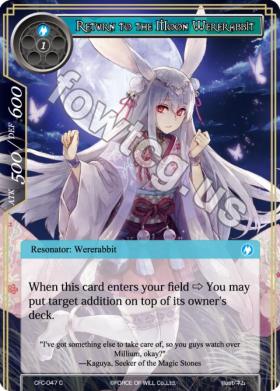 RETURN TO THE MOON WERERABBIT
1
ATK 500 / DEF 600
fowtcg.us
Resonator: Wererabbit
When this card enters your field ⇨ You may
put target addition on top of its owner's
deck.
"I've got something else to take care of, so you guys watch over
Millium, okay?"
—Kaguya, Seeker of the Magic Stones
CFC-047 C
©FORCE OF WILL Co.,Ltd.